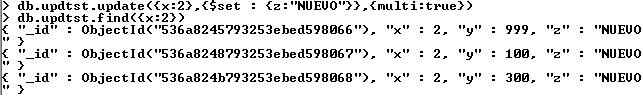 > db.updtst.update({x:2},{$set : {z:"NUEVO"}},{multi:true})
> db.updtst.find({x:2})
{ "_id" : ObjectId("536a8245793253ebed598066"), "x" : 2, "y" : 999, "z" : "NUEVO
" }
{ "_id" : ObjectId("536a8248793253ebed598067"), "x" : 2, "y" : 100, "z" : "NUEVO
" }
{ "_id" : ObjectId("536a824b793253ebed598068"), "x" : 2, "y" : 300, "z" : "NUEVO
" }